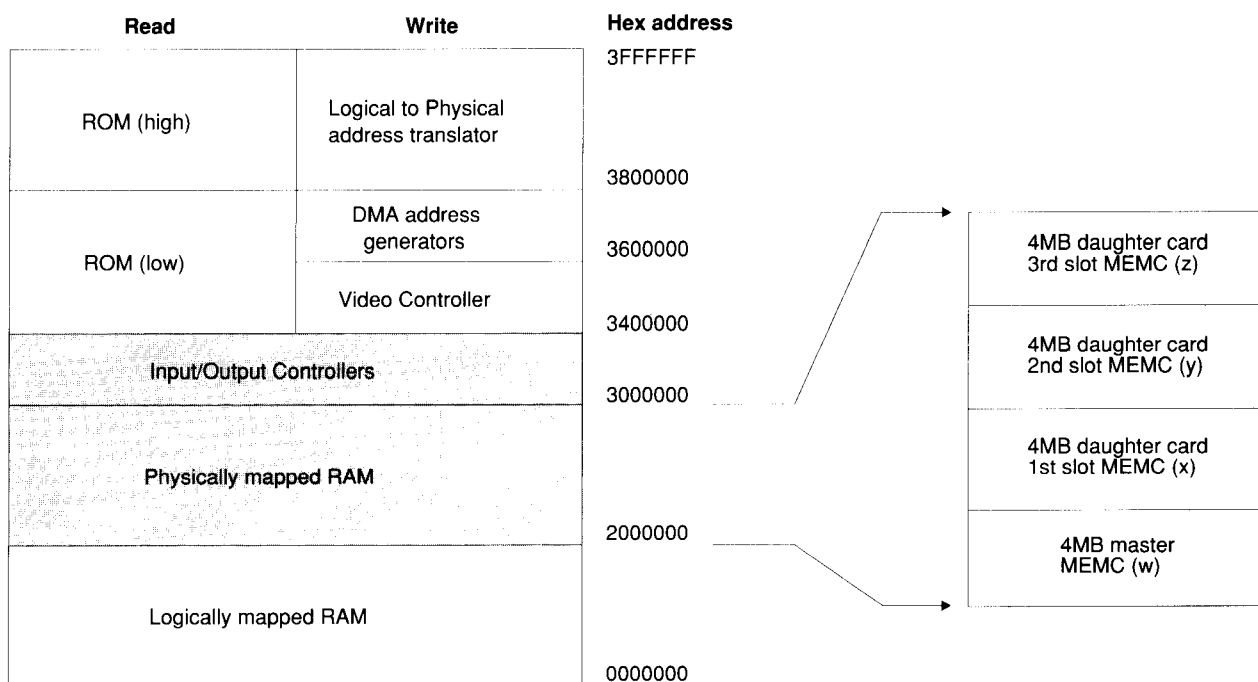 Read Write Hex address
3FFFFFF
ROM (high)
Logical to Physical
address translator
3800000
DMA address
generators
3600000
ROM (low)
Video Controller
3400000
Input/Output Controllers
3000000
Physically mapped RAM
2000000
Logically mapped RAM
0000000
4MB daughter card
3rd slot MEMC (z)
4MB daughter card
2nd slot MEMC (y)
4MB daughter card
1st slot MEMC (x)
4MB master
MEMC (w)